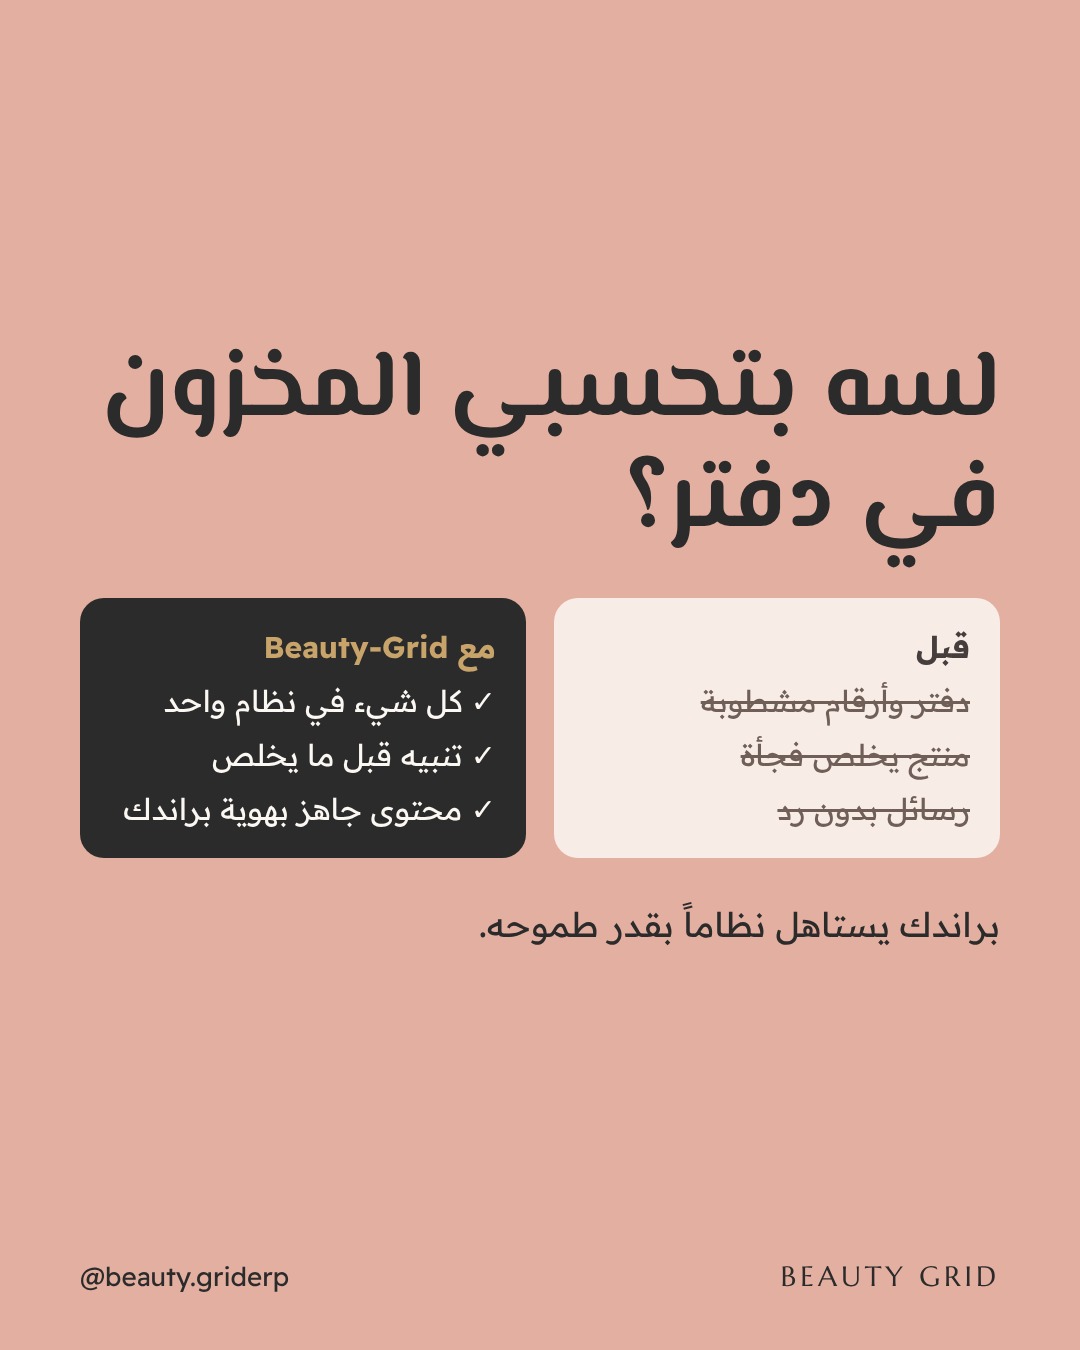 لسه بتحسبي المخزون
في دفتر؟
قبل
دفتر وأرقام مشطوبة
منتج يخلص فجأة
رسائل بدون رد
مع Beauty-Grid
✓ كل شيء في نظام واحد
✓ تنبيه قبل ما يخلص
✓ محتوى جاهز بهوية براندك
براندك يستاهل نظاماً بقدر طموحه.
BEAUTY GRID
@beauty.griderp